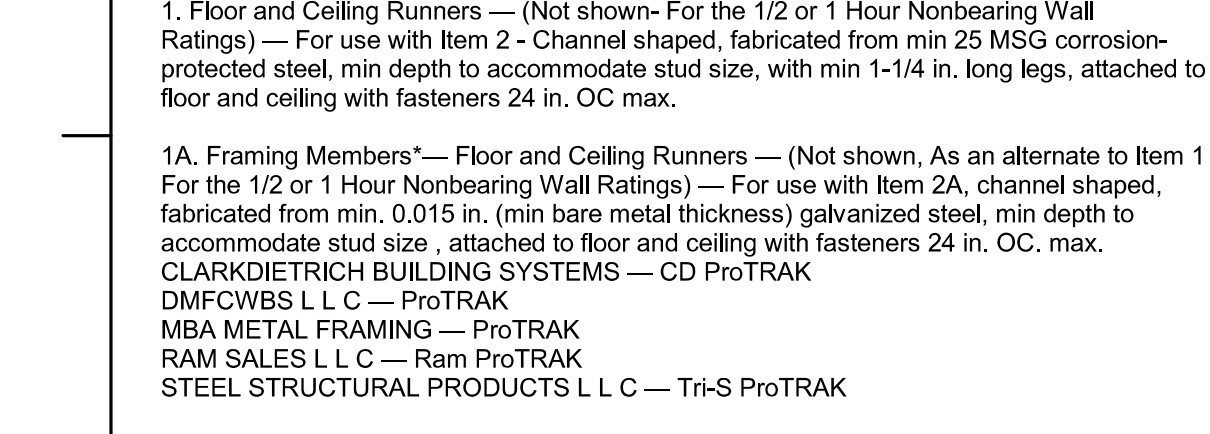 1. Floor and Ceiling Runners — (Not shown- For the 1/2 or 1 Hour Nonbearing Wall
Ratings) — For use with Item 2 - Channel shaped, fabricated from min 25 MSG corrosion-
protected steel, min depth to accommodate stud size, with min 1-1/4 in. long legs, attached to
floor and ceiling with fasteners 24 in. OC max.

1A. Framing Members*— Floor and Ceiling Runners — (Not shown, As an alternate to Item 1
For the 1/2 or 1 Hour Nonbearing Wall Ratings) — For use with Item 2A, channel shaped,
fabricated from min. 0.015 in. (min bare metal thickness) galvanized steel, min depth to
accommodate stud size , attached to floor and ceiling with fasteners 24 in. OC. max.
CLARKDIETRICH BUILDING SYSTEMS — CD ProTRAK
DMFCWBS L L C — ProTRAK
MBA METAL FRAMING — ProTRAK
RAM SALES L L C — Ram ProTRAK
STEEL STRUCTURAL PRODUCTS L L C — Tri-S ProTRAK